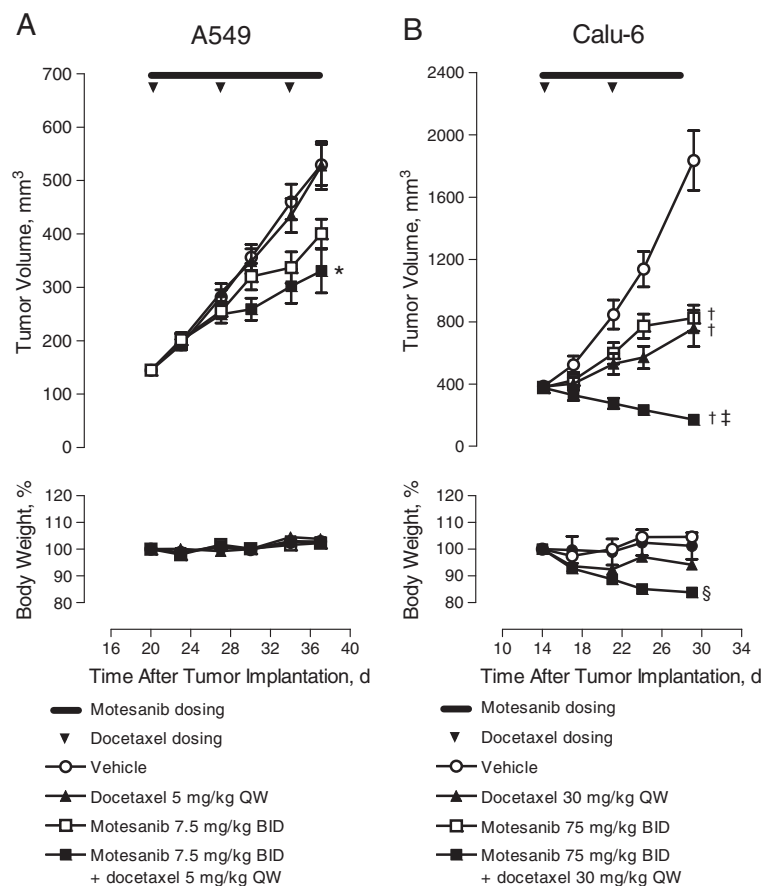 A
A549
700
600
500
400
300
200
100
0
Tumor Volume, mm³
*
120
110
100
90
80
Body Weight, %
16 20 24 28 32 36 40
Time After Tumor Implantation, d
Motesanib dosing
Docetaxel dosing
Vehicle
Docetaxel 5 mg/kg QW
Motesanib 7.5 mg/kg BID
Motesanib 7.5 mg/kg BID
+ docetaxel 5 mg/kg QW
B
Calu-6
2400
2000
1600
1200
800
400
0
Tumor Volume, mm³
†
†
† ‡
120
110
100
90
80
Body Weight, %
§
10 14 18 22 26 30 34
Time After Tumor Implantation, d
Motesanib dosing
Docetaxel dosing
Vehicle
Docetaxel 30 mg/kg QW
Motesanib 75 mg/kg BID
Motesanib 75 mg/kg BID
+ docetaxel 30 mg/kg QW